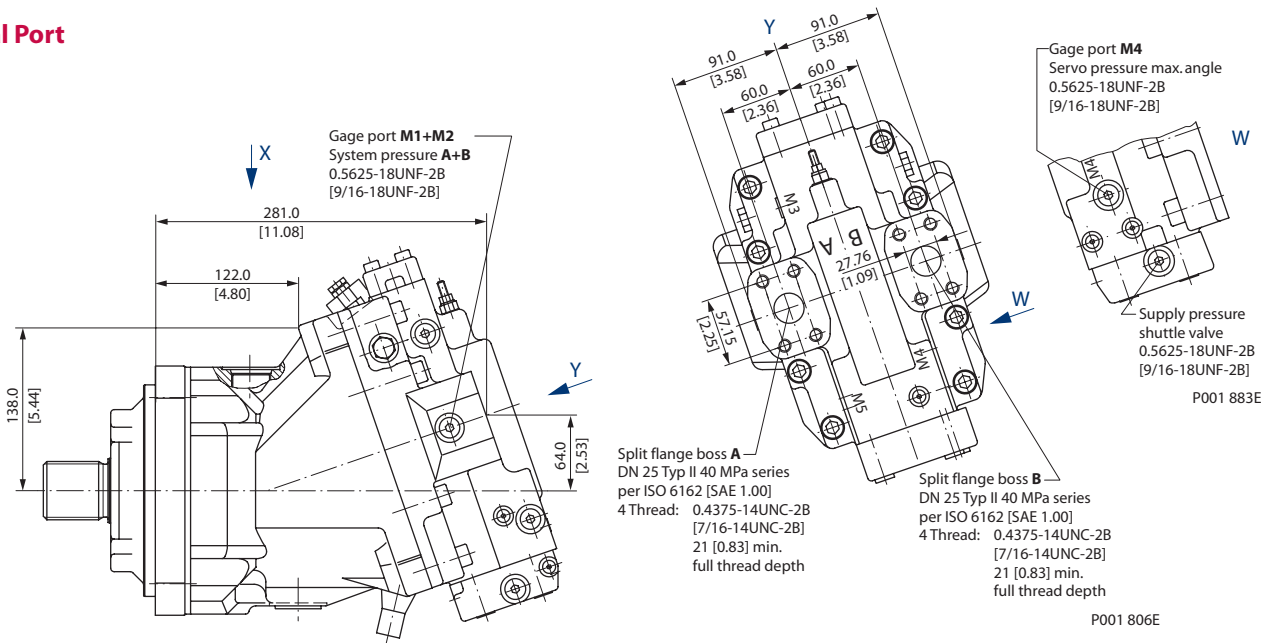 l Port
X
Gage port M1+M2
System pressure A+B
0.5625-18UNF-2B
[9/16-18UNF-2B]
281.0
[11.08]
122.0
[4.80]
138.0
[5.44]
Y
64.0
[2.53]
Y
91.0
[3.58]
91.0
[3.58]
60.0
[2.36]
60.0
[2.36]
M3
B
A
27.76
[1.09]
57.15
[2.25]
M4
M5
W
Split flange boss A
DN 25 Typ II 40 MPa series
per ISO 6162 [SAE 1.00]
4 Thread: 0.4375-14UNC-2B
[7/16-14UNC-2B]
21 [0.83] min.
full thread depth
Split flange boss B
DN 25 Typ II 40 MPa series
per ISO 6162 [SAE 1.00]
4 Thread: 0.4375-14UNC-2B
[7/16-14UNC-2B]
21 [0.83] min.
full thread depth
P001 806E
Gage port M4
Servo pressure max. angle
0.5625-18UNF-2B
[9/16-18UNF-2B]
W
M4
Supply pressure
shuttle valve
0.5625-18UNF-2B
[9/16-18UNF-2B]
P001 883E